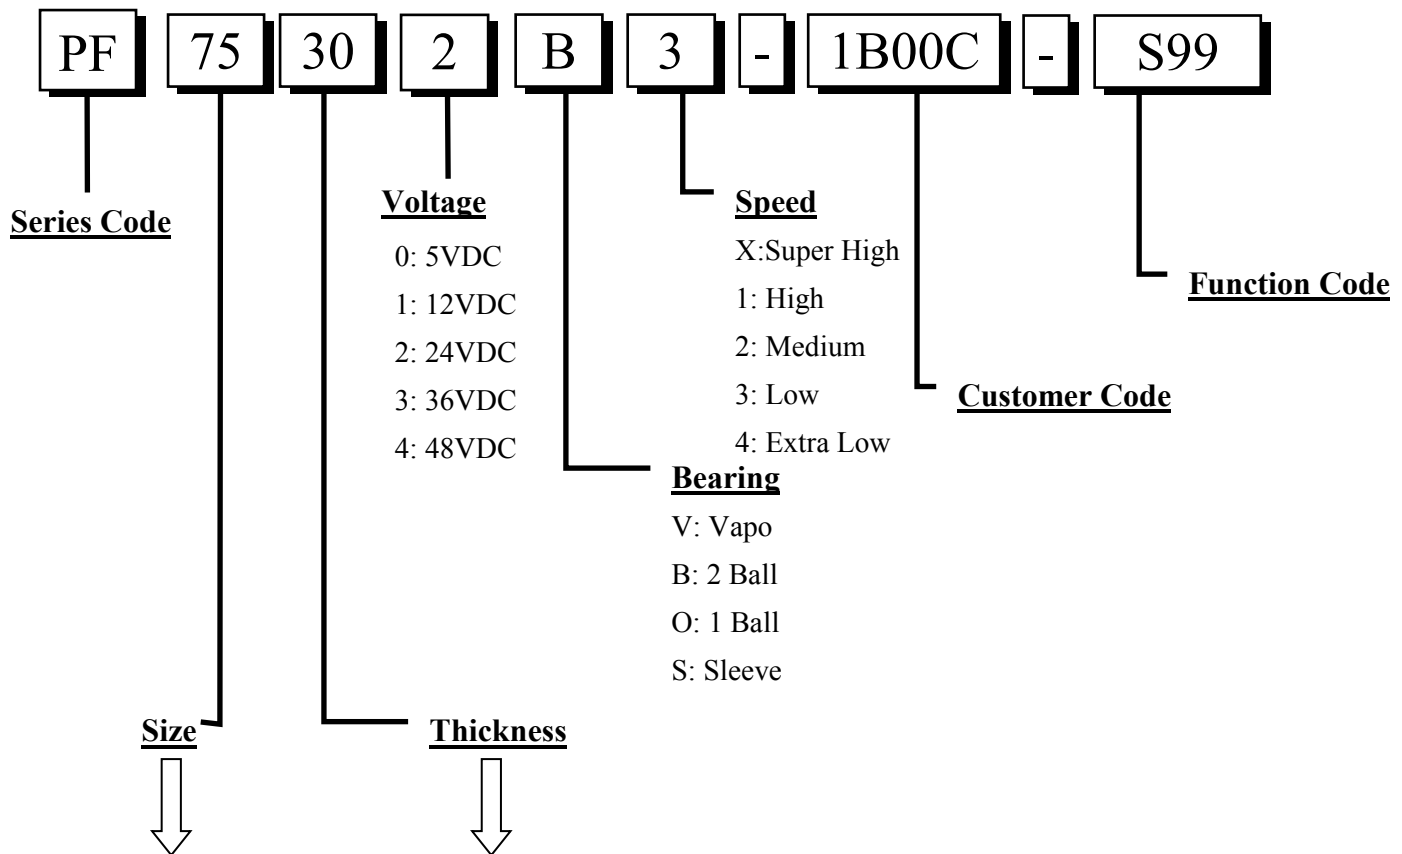 PF 75 30 2 B 3 - 1B00C - S99
Series Code
Voltage
0: 5VDC
1: 12VDC
2: 24VDC
3: 36VDC
4: 48VDC
Speed
X:Super High
1: High
2: Medium
3: Low
4: Extra Low
Function Code
Customer Code
Bearing
V: Vapo
B: 2 Ball
O: 1 Ball
S: Sleeve
Size
Thickness